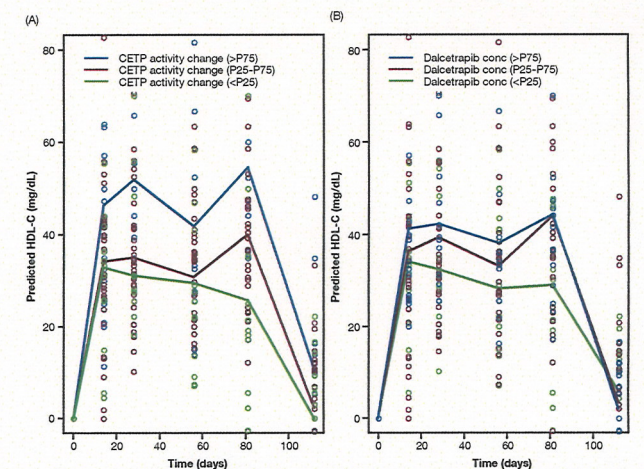 (A)
80
60
40
20
0
Predicted HDL-C (mg/dL)
CETP activity change (>P75)
CETP activity change (P25-P75)
CETP activity change (<P25)
0 20 40 60 80 100
Time (days)
(B)
80
60
40
20
0
Predicted HDL-C (mg/dL)
Dalcetrapib conc (>P75)
Dalcetrapib conc (P25-P75)
Dalcetrapib conc (<P25)
0 20 40 60 80 100
Time (days)